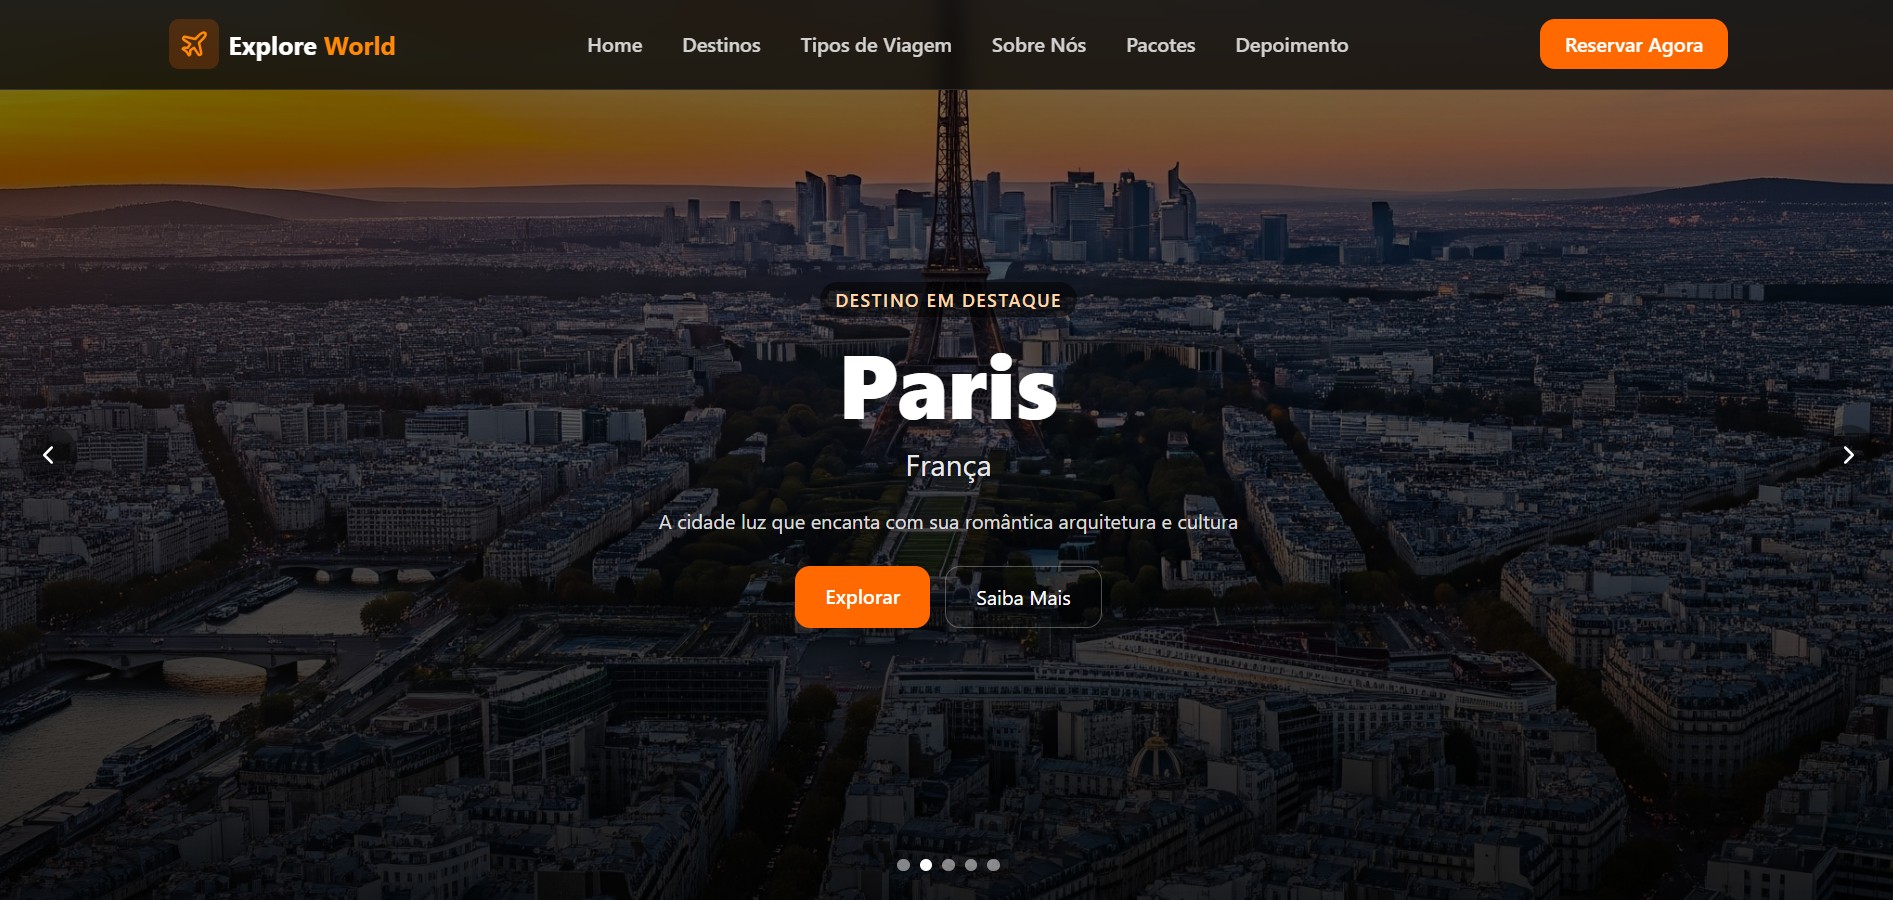 Explore World
Home
Destinos
Tipos de Viagem
Sobre Nós
Pacotes
Depoimento
Reservar Agora
DESTINO EM DESTAQUE
Paris
França
A cidade luz que encanta com sua romântica arquitetura e cultura
Explorar
Saiba Mais